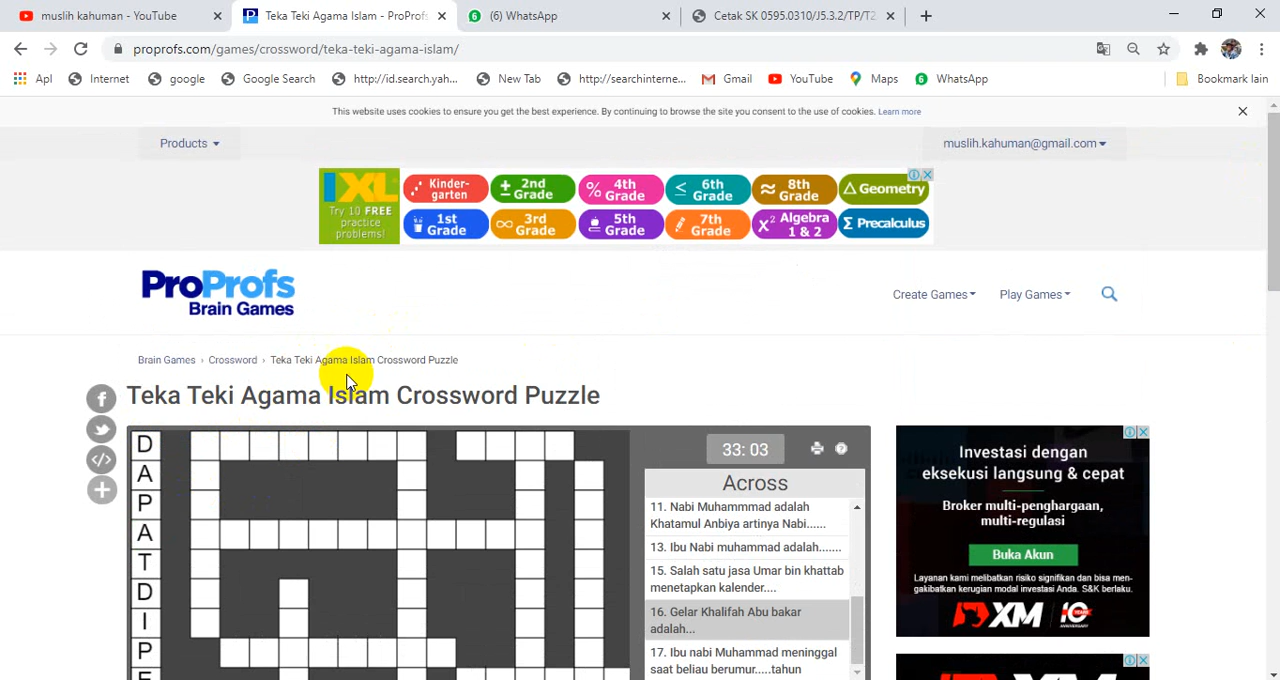 muslih kahuman - YouTube
Teka Teki Agama Islam - ProProfs
(6) WhatsApp
Cetak SK 0595.0310/J5.3.2/TP/T2
proprofs.com/games/crossword/teka-teki-agama-islam/
Apl
Internet
google
Google Search
http://id.search.yah...
New Tab
http://searchinterne...
Gmail
YouTube
Maps
WhatsApp
Bookmark lain
This website uses cookies to ensure you get the best experience. By continuing to browse the site you consent to the use of cookies. Learn more
Products
muslih.kahuman@gmail.com
IXL
Try 10 FREE
practice
problems!
Kinder-
garten
2nd
Grade
4th
Grade
6th
Grade
8th
Grade
Geometry
1st
Grade
3rd
Grade
5th
Grade
7th
Grade
Algebra
1 & 2
Precalculus
ProProfs
Brain Games
Create Games
Play Games
Brain Games › Crossword › Teka Teki Agama Islam Crossword Puzzle
Teka Teki Agama Islam Crossword Puzzle
D
A
P
A
T
D
I
P
33: 03
Across
11. Nabi Muhammmad adalah
Khatamul Anbiya artinya Nabi......
13. Ibu Nabi muhammad adalah.......
15. Salah satu jasa Umar bin khattab
menetapkan kalender....
16. Gelar Khalifah Abu bakar
adalah...
17. Ibu nabi Muhammad meninggal
saat beliau berumur.....tahun
Investasi dengan
eksekusi langsung & cepat
Broker multi-penghargaan,
multi-regulasi
Buka Akun
Layanan kami melibatkan risiko signifikan dan bisa men-
gakibatkan kerugian modal investasi Anda. S&K berlaku.
XM
10
YEARS
XM